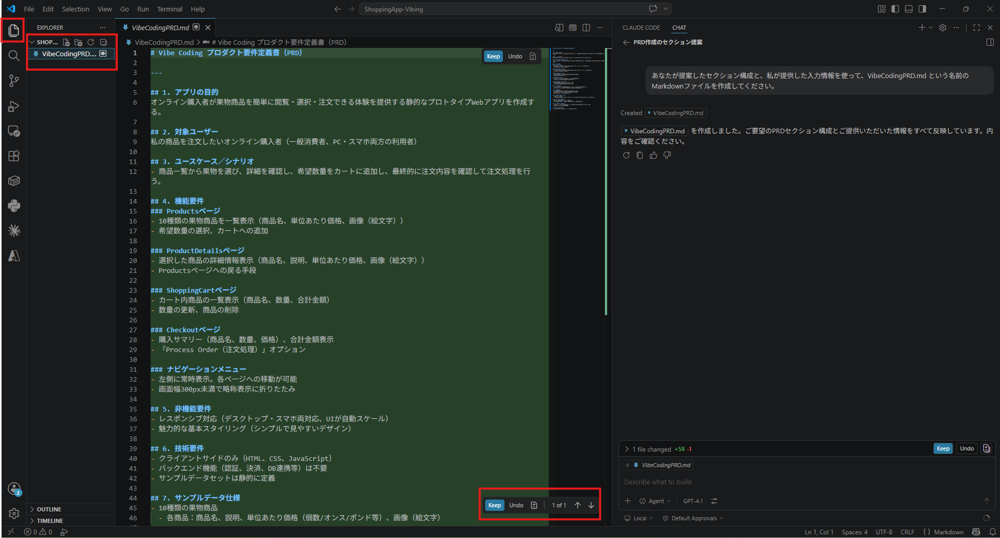 File Edit Selection View Go Run Terminal Help
ShoppingApp-Vibing
EXPLORER
SHOP...
VibeCodingPRD....
OUTLINE
TIMELINE
VibeCodingPRD.md
VibeCodingPRD.md > abc # Vibe Coding プロダクト要件定義書（PRD）
Keep Undo
1 # Vibe Coding プロダクト要件定義書（PRD）
2
3 ---
4
5 ## 1. アプリの目的
6 オンライン購入者が果物商品を簡単に閲覧・選択・注文できる体験を提供する静的なプロトタイプWebアプリを作成す
る。
7
8 ## 2. 対象ユーザー
9 私の商品を注文したいオンライン購入者（一般消費者、PC・スマホ両方の利用者）
10
11 ## 3. ユースケース／シナリオ
12 - 商品一覧から果物を選び、詳細を確認し、希望数量をカートに追加し、最終的に注文内容を確認して注文処理を行
う。
13
14 ## 4. 機能要件
15 ### Productsページ
16 - 10種類の果物商品を一覧表示（商品名、単位あたり価格、画像（絵文字））
17 - 希望数量の選択、カートへの追加
18
19 ### ProductDetailsページ
20 - 選択した商品の詳細情報表示（商品名、説明、単位あたり価格、画像（絵文字））
21 - Productsページへの戻る手段
22
23 ### ShoppingCartページ
24 - カート内商品の一覧表示（商品名、数量、合計金額）
25 - 数量の更新、商品の削除
26
27 ### Checkoutページ
28 - 購入サマリー（商品名、数量、価格）、合計金額表示
29 - 「Process Order（注文処理）」オプション
30
31 ### ナビゲーションメニュー
32 - 左側に常時表示。各ページへの移動が可能
33 - 画面幅300px未満で略称表示に折りたたみ
34
35 ## 5. 非機能要件
36 - レスポンシブ対応（デスクトップ・スマホ両対応、UIが自動スケール）
37 - 魅力的な基本スタイリング（シンプルで見やすいデザイン）
38
39 ## 6. 技術要件
40 - クライアントサイドのみ（HTML、CSS、JavaScript）
41 - バックエンド機能（認証、決済、DB連携等）は不要
42 - サンプルデータセットは静的に定義
43
44 ## 7. サンプルデータ仕様
45 - 10種類の果物商品
46 - 各商品：商品名、説明、単位あたり価格（個数/オンス/ポンド等）、画像（絵文字）
Keep Undo 1 of 1
CLAUDE CODE CHAT
PRD作成のセクション提案
あなたが提案したセクション構成と、私が提供した入力情報を使って、VibeCodingPRD.md という名前の
Markdownファイルを作成してください。
Created VibeCodingPRD.md
VibeCodingPRD.md を作成しました。ご要望のPRDセクション構成とご提供いただいた情報をすべて反映しています。内
容をご確認ください。
1 file changed +58 -1 Keep Undo
VibeCodingPRD.md
Describe what to build
Agent GPT-4.1
Local Default Approvals
2
0 0
Ln 1, Col 1 Spaces: 4 UTF-8 CRLF { } Markdown